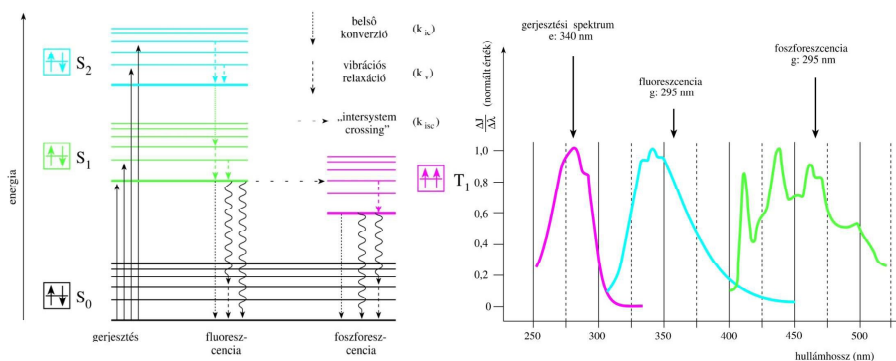 energia
S2
S1
S0
T1
gerjesztés
fluoresz-
cencia
foszforesz-
cencia
belső
konverzió
(kic)
vibrációs
relaxáció
(kv)
„intersystem
crossing”
(kisc)
gerjesztési spektrum
e: 340 nm
fluoreszcencia
g: 295 nm
foszforeszcencia
g: 295 nm
ΔJ
Δλ
(normált érték)
1,0
0,8
0,6
0,4
0,2
0
250
300
350
400
450
500
hullámhossz (nm)